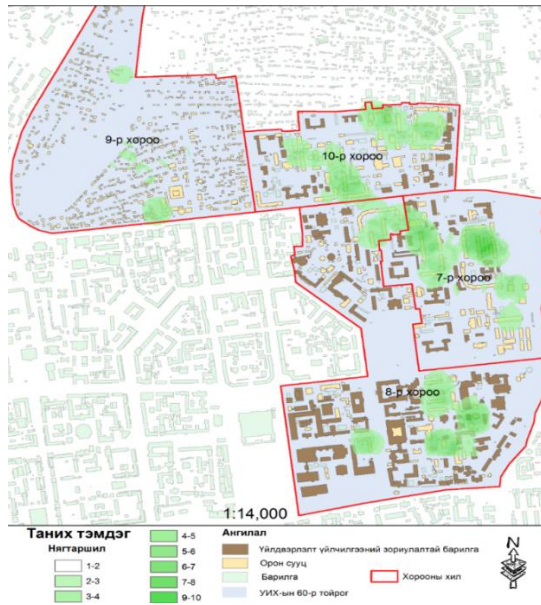 9-р хороо
10-р хороо
7-р хороо
8-р хороо
1:14,000
Таних тэмдэг
Нягтаршил
1-2
2-3
3-4
4-5
5-6
6-7
7-8
9-10
Ангилал
Үйлдвэрлэлт үйлчилгээний зориулалтай барилга
Орон сууц
Барилга
УИХ-ын 60-р тойрог
Хорооны хил
N